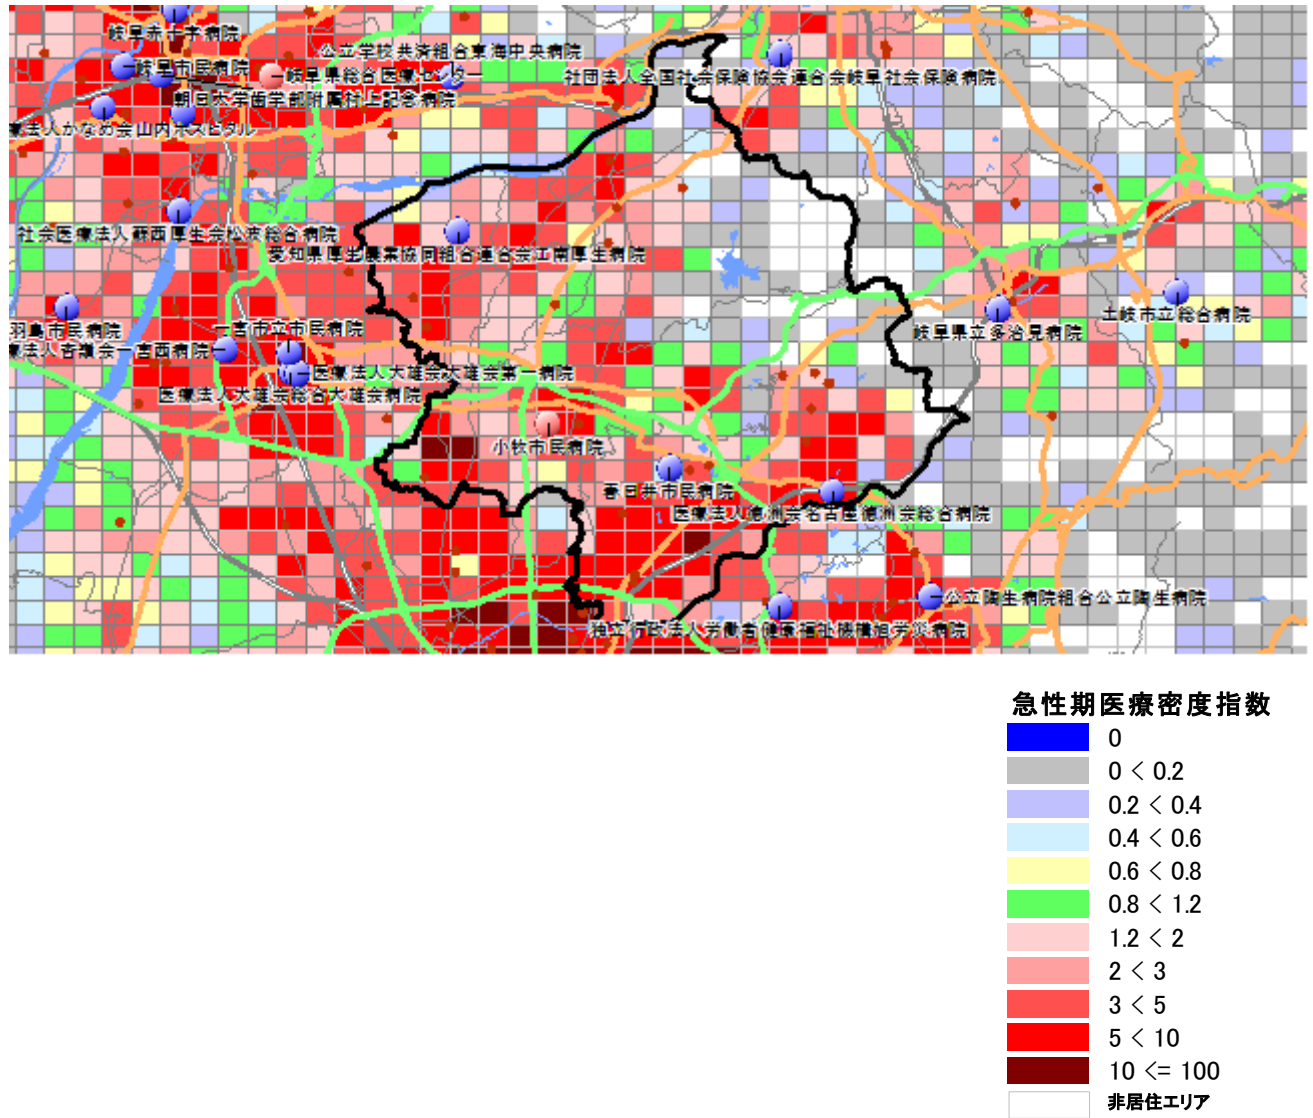 岐阜赤十字病院
公立学校共済組合東海中央病院
岐阜市民病院
岐阜県総合医療センター
社団法人全国社会保険協会連合会岐阜社会保険病院
朝日大学歯学部附属村上記念病院
療法人かなめ会山内ホスピタル
社会医療法人蘇西厚生会松波総合病院
愛知県厚生農業協同組合連合会江南厚生病院
羽島市民病院
一宮市立市民病院
岐阜県立多治見病院
土岐市立総合病院
療法人杏嶺会一宮西病院
医療法人大雄会大雄会第一病院
医療法人大雄会総合大雄会病院
小牧市民病院
春日井市民病院
医療法人徳洲会名古屋徳洲会総合病院
公立陶生病院組合公立陶生病院
独立行政法人労働者健康福祉機構旭労災病院
急性期医療密度指数
0
0 < 0.2
0.2 < 0.4
0.4 < 0.6
0.6 < 0.8
0.8 < 1.2
1.2 < 2
2 < 3
3 < 5
5 < 10
10 <= 100
非居住エリア